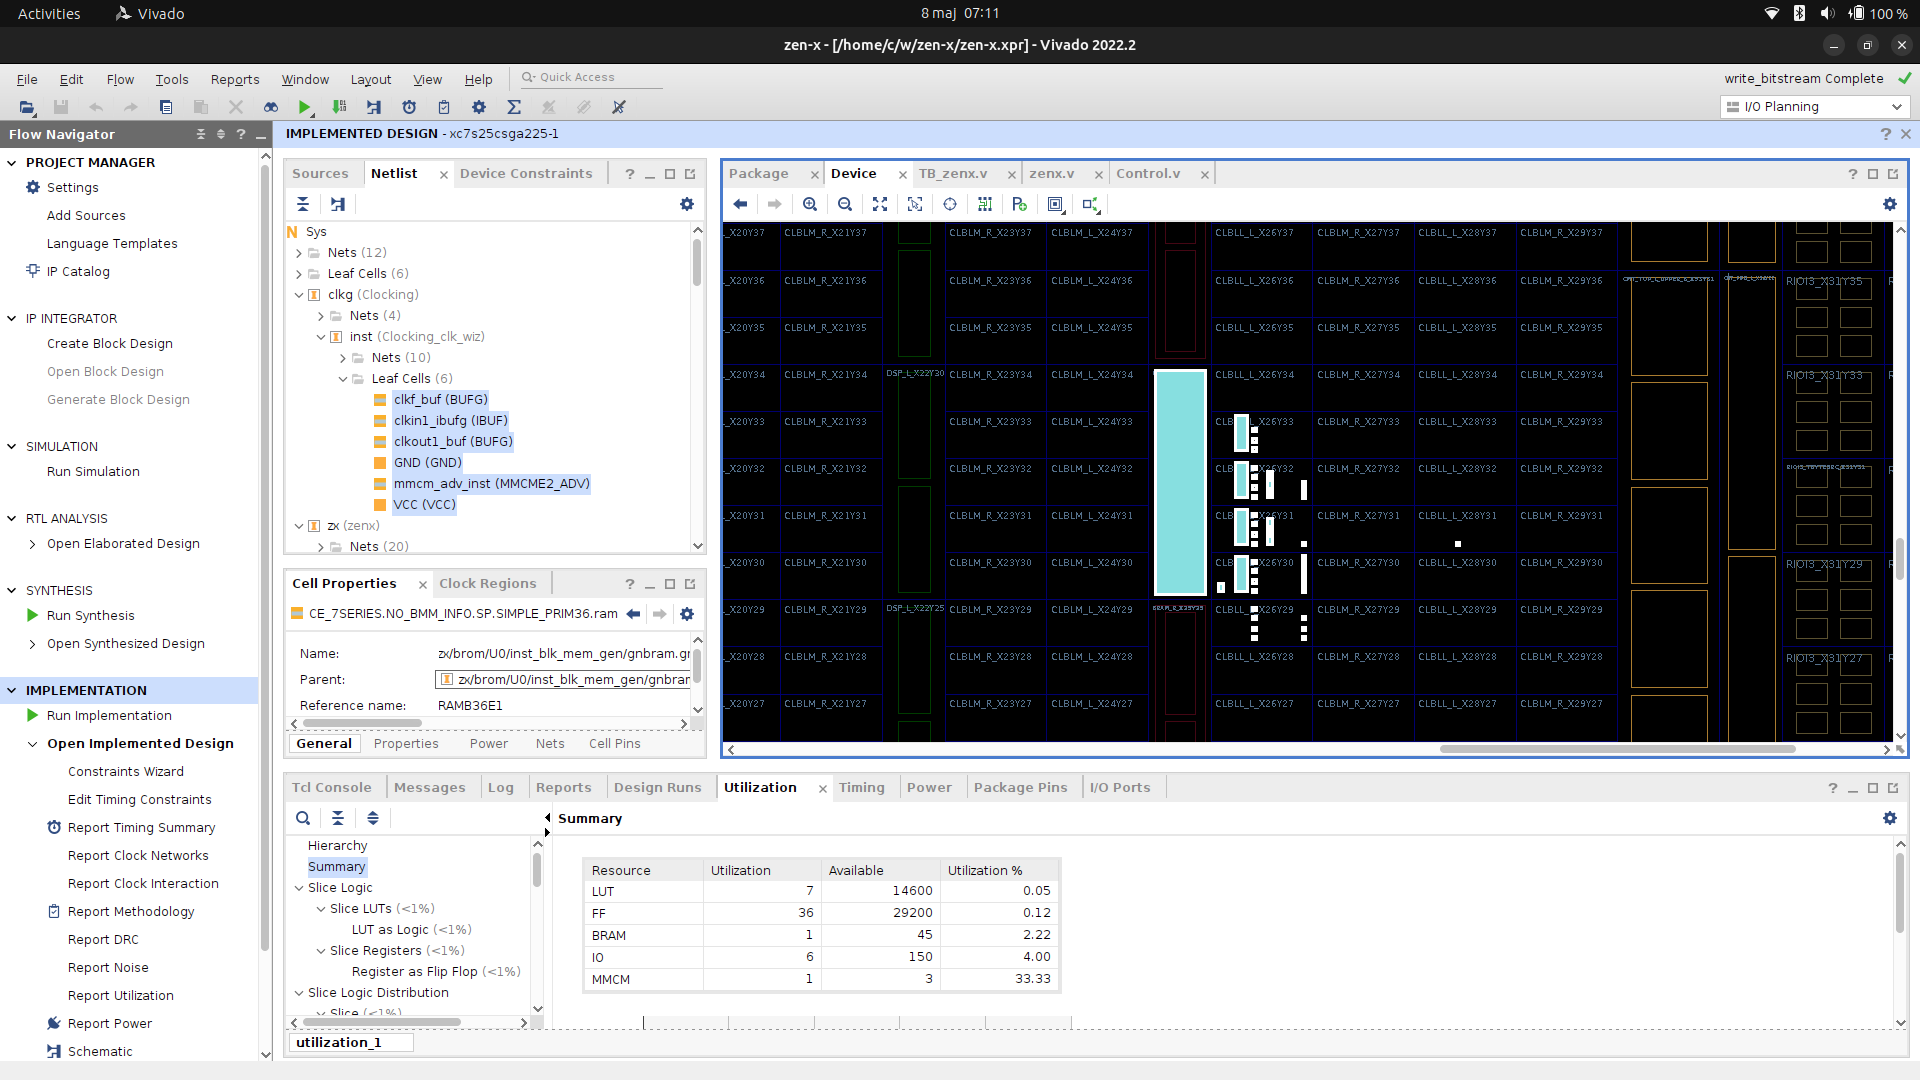 Activities
Vivado
8 maj 07:11
100 %
zen-x - [/home/c/w/zen-x/zen-x.xpr] - Vivado 2022.2
File Edit Flow Tools Reports Window Layout View Help
Quick Access
write_bitstream Complete
I/O Planning
Flow Navigator
IMPLEMENTED DESIGN - xc7s25csga225-1
PROJECT MANAGER
Settings
Add Sources
Language Templates
IP Catalog
IP INTEGRATOR
Create Block Design
Open Block Design
Generate Block Design
SIMULATION
Run Simulation
RTL ANALYSIS
Open Elaborated Design
SYNTHESIS
Run Synthesis
Open Synthesized Design
IMPLEMENTATION
Run Implementation
Open Implemented Design
Constraints Wizard
Edit Timing Constraints
Report Timing Summary
Report Clock Networks
Report Clock Interaction
Report Methodology
Report DRC
Report Noise
Report Utilization
Report Power
Schematic
Sources Netlist Device Constraints
Sys
Nets (12)
Leaf Cells (6)
clkg (Clocking)
Nets (4)
inst (Clocking_clk_wiz)
Nets (10)
Leaf Cells (6)
clkf_buf (BUFG)
clkin1_ibufg (IBUF)
clkout1_buf (BUFG)
GND (GND)
mmcm_adv_inst (MMCME2_ADV)
VCC (VCC)
zx (zenx)
Nets (20)
Cell Properties Clock Regions
CE_7SERIES.NO_BMM_INFO.SP.SIMPLE_PRIM36.ram
Name: zx/brom/U0/inst_blk_mem_gen/gnbram.gr
Parent: zx/brom/U0/inst_blk_mem_gen/gnbrar
Reference name: RAMB36E1
General Properties Power Nets Cell Pins
Package Device TB_zenx.v zenx.v Control.v
L_X20Y37 CLBLM_R_X21Y37 CLBLM_R_X23Y37 CLBLM_L_X24Y37 CLBLL_L_X26Y37 CLBLM_R_X27Y37 CLBLL_L_X28Y37 CLBLM_R_X29Y37
L_X20Y36 CLBLM_R_X21Y36 CLBLM_R_X23Y36 CLBLM_L_X24Y36 CLBLL_L_X26Y36 CLBLM_R_X27Y36 CLBLL_L_X28Y36 CLBLM_R_X29Y36 RIOI3_X31Y35
L_X20Y35 CLBLM_R_X21Y35 CLBLM_R_X23Y35 CLBLM_L_X24Y35 CLBLL_L_X26Y35 CLBLM_R_X27Y35 CLBLL_L_X28Y35 CLBLM_R_X29Y35
L_X20Y34 CLBLM_R_X21Y34 DSP_L_X22Y30 CLBLM_R_X23Y34 CLBLM_L_X24Y34 CLBLL_L_X26Y34 CLBLM_R_X27Y34 CLBLL_L_X28Y34 CLBLM_R_X29Y34 RIOI3_X31Y33
L_X20Y33 CLBLM_R_X21Y33 CLBLM_R_X23Y33 CLBLM_L_X24Y33 L_X26Y33 CLBLM_R_X27Y33 CLBLL_L_X28Y33 CLBLM_R_X29Y33
L_X20Y32 CLBLM_R_X21Y32 CLBLM_R_X23Y32 CLBLM_L_X24Y32 X26Y32 CLBLM_R_X27Y32 CLBLL_L_X28Y32 CLBLM_R_X29Y32
L_X20Y31 CLBLM_R_X21Y31 CLBLM_R_X23Y31 CLBLM_L_X24Y31 X26Y31 CLBLM_R_X27Y31 CLBLL_L_X28Y31 CLBLM_R_X29Y31
L_X20Y30 CLBLM_R_X21Y30 CLBLM_R_X23Y30 CLBLM_L_X24Y30 X26Y30 CLBLM_R_X27Y30 CLBLL_L_X28Y30 CLBLM_R_X29Y30 RIOI3_X31Y29
L_X20Y29 CLBLM_R_X21Y29 DSP_L_X22Y25 CLBLM_R_X23Y29 CLBLM_L_X24Y29 BRAM_R_X25Y25 CLBLL_L_X26Y29 CLBLM_R_X27Y29 CLBLL_L_X28Y29 CLBLM_R_X29Y29
L_X20Y28 CLBLM_R_X21Y28 CLBLM_R_X23Y28 CLBLM_L_X24Y28 CLBLL_L_X26Y28 CLBLM_R_X27Y28 CLBLL_L_X28Y28 CLBLM_R_X29Y28 RIOI3_X31Y27
L_X20Y27 CLBLM_R_X21Y27 CLBLM_R_X23Y27 CLBLM_L_X24Y27 CLBLL_L_X26Y27 CLBLM_R_X27Y27 CLBLL_L_X28Y27 CLBLM_R_X29Y27
Tcl Console Messages Log Reports Design Runs Utilization Timing Power Package Pins I/O Ports
Summary
Hierarchy
Summary
Slice Logic
Slice LUTs (<1%)
LUT as Logic (<1%)
Slice Registers (<1%)
Register as Flip Flop (<1%)
Slice Logic Distribution
Slice (<1%)
Resource Utilization Available Utilization %
LUT 7 14600 0.05
FF 36 29200 0.12
BRAM 1 45 2.22
IO 6 150 4.00
MMCM 1 3 33.33
utilization_1